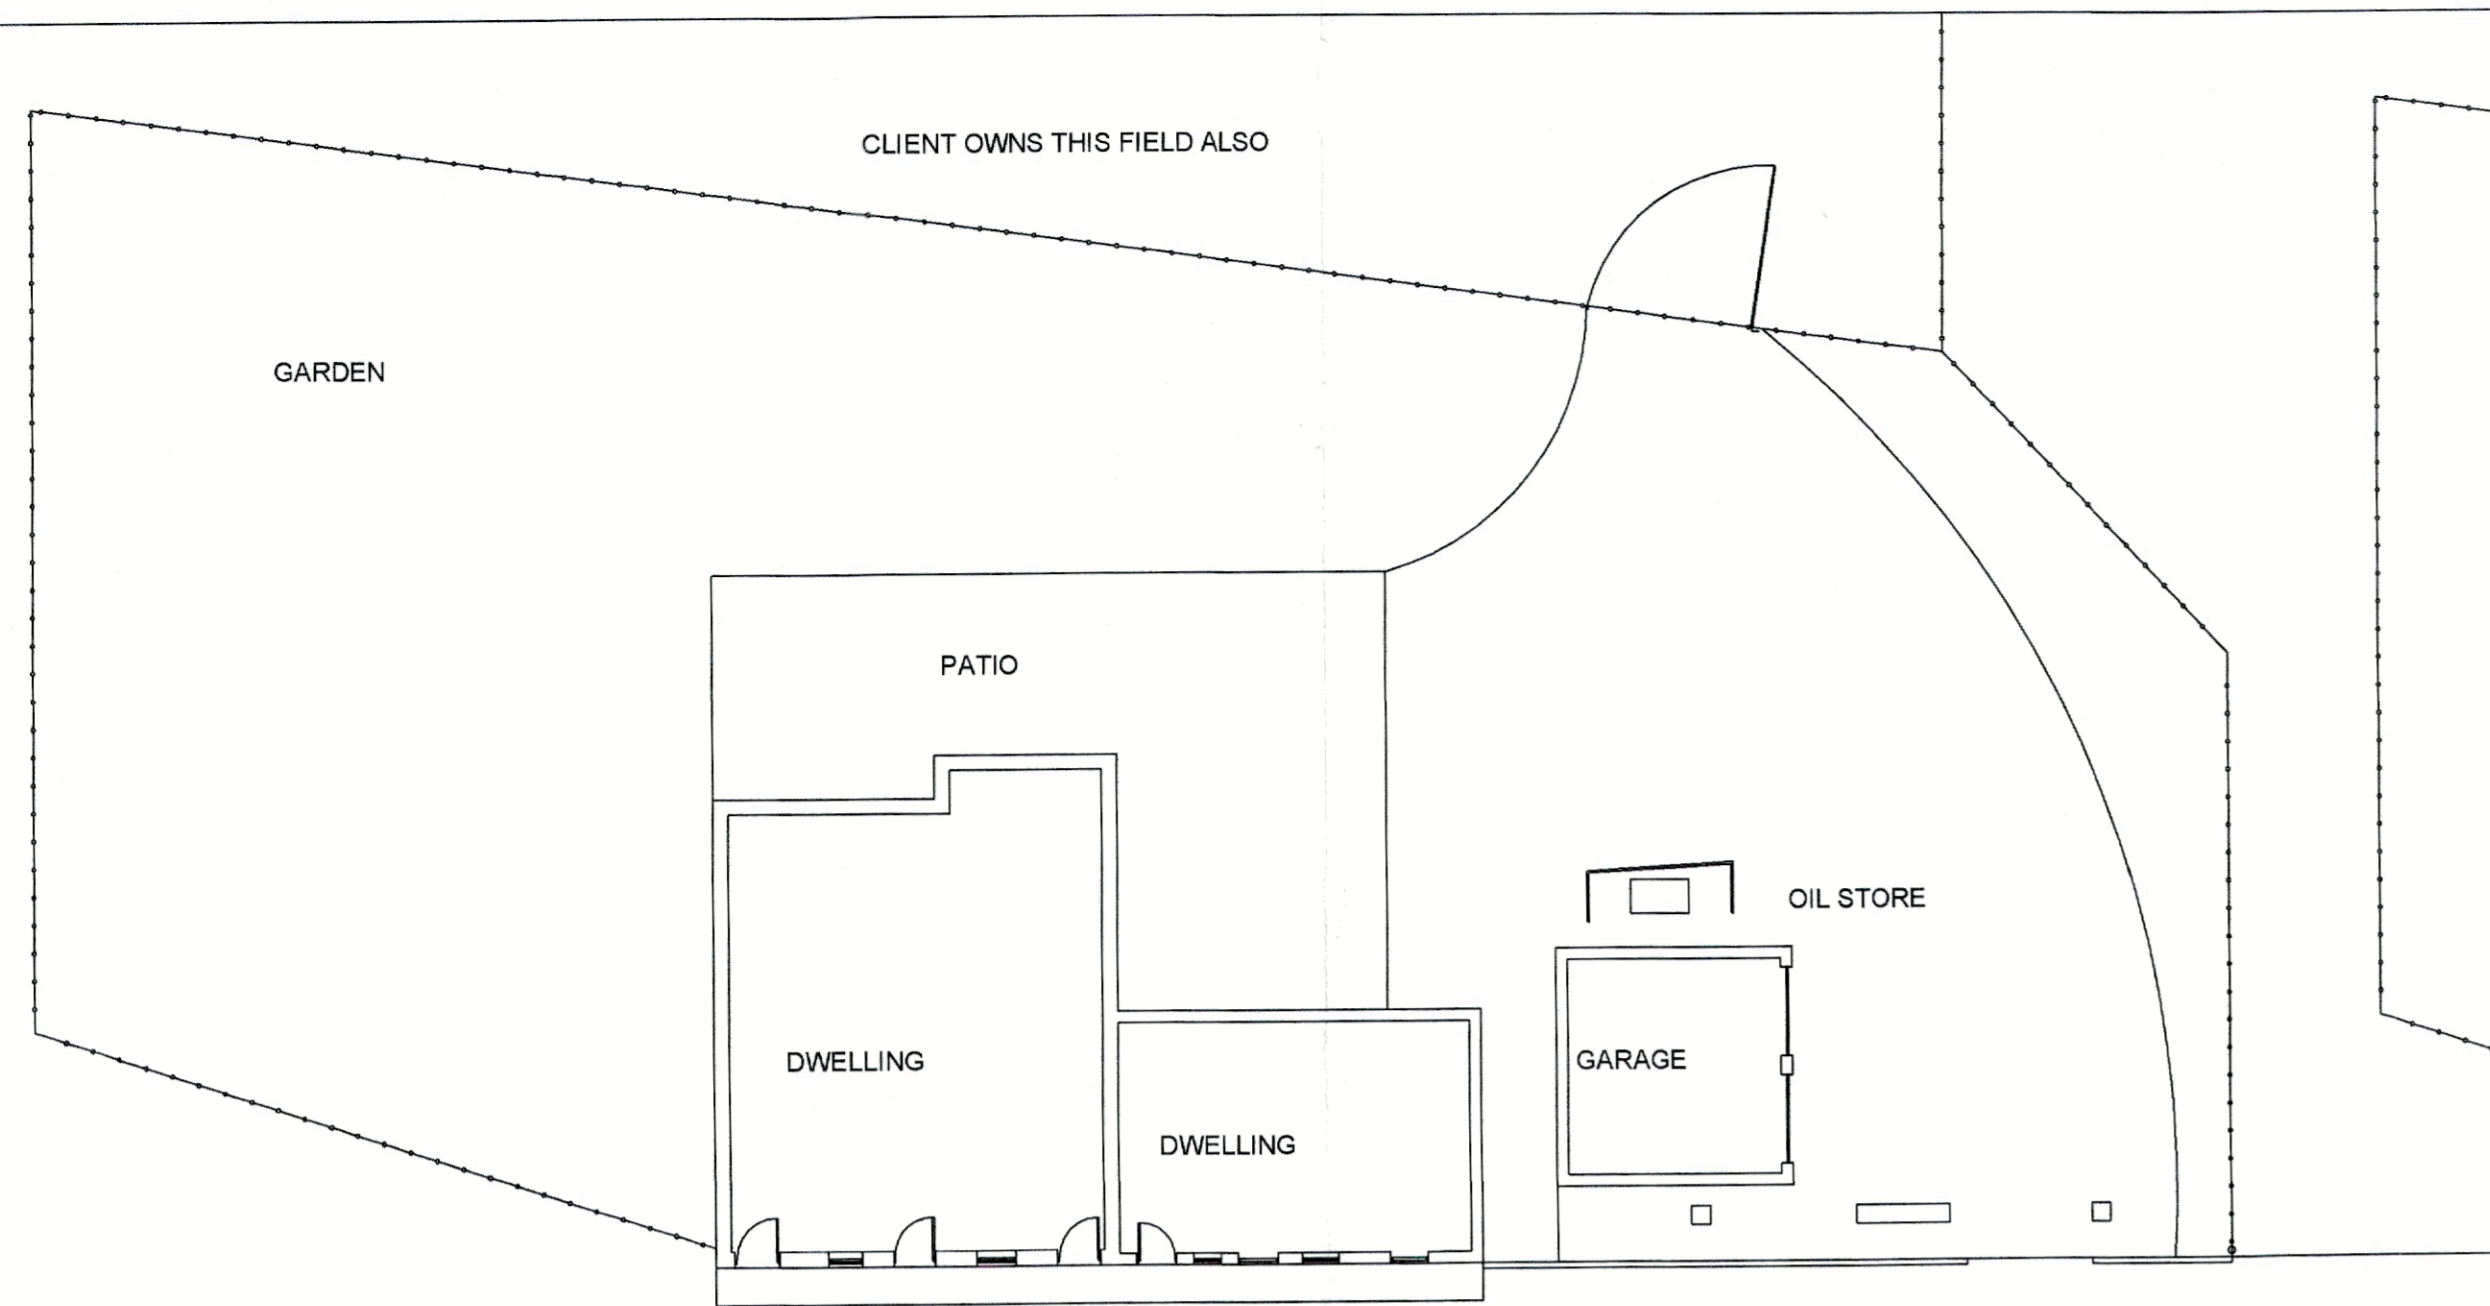 CLIENT OWNS THIS FIELD ALSO
GARDEN
PATIO
OIL STORE
DWELLING
GARAGE
DWELLING